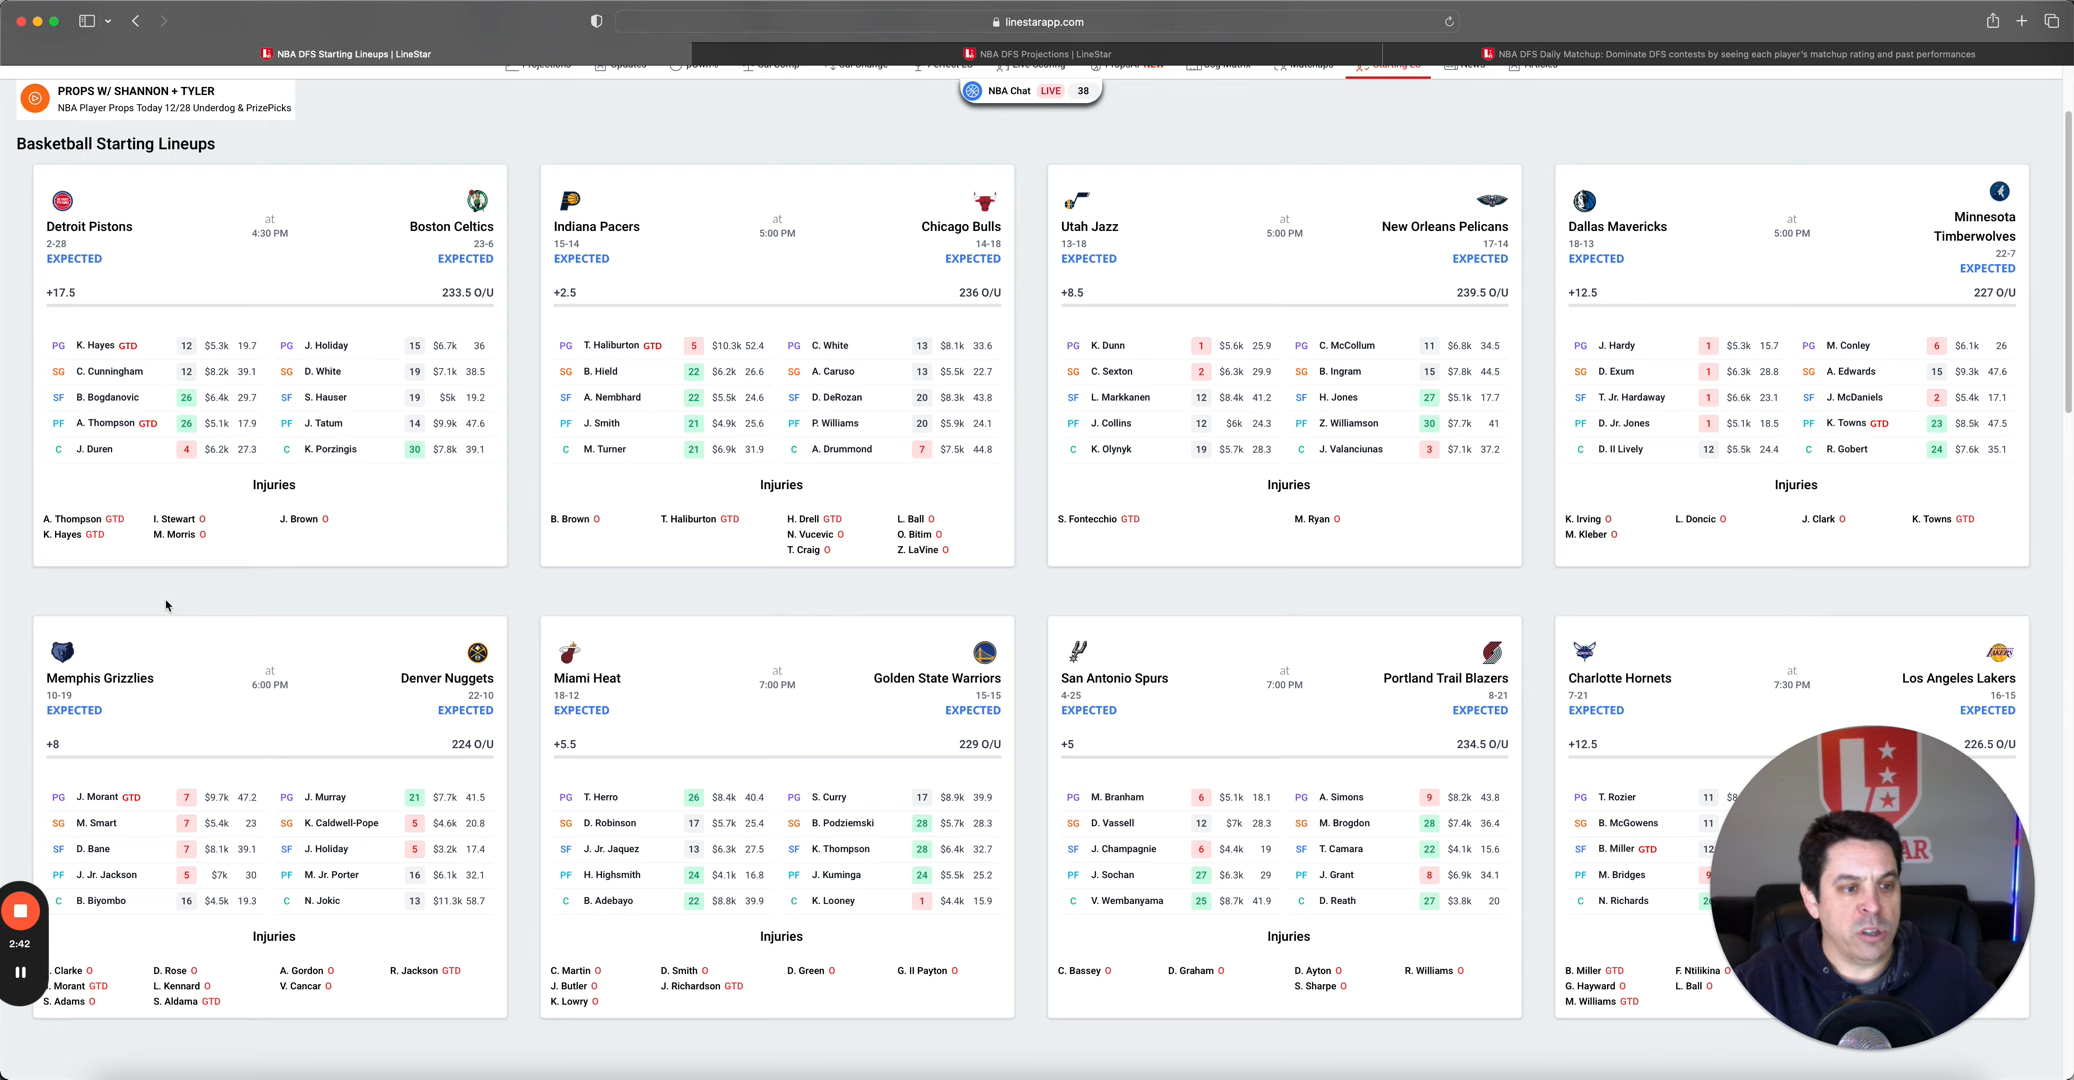 linestarapp.com
NBA DFS Starting Lineups | LineStar
NBA DFS Projections | LineStar
NBA DFS Daily Matchup: Dominate DFS contests by seeing each player's matchup rating and past performances
PROPS W/ SHANNON + TYLER
NBA Player Props Today 12/28 Underdog & PrizePicks
NBA Chat LIVE 38
Basketball Starting Lineups
Detroit Pistons
2-28
EXPECTED
at
4:30 PM
Boston Celtics
23-6
EXPECTED
+17.5 233.5 O/U
PG K. Hayes GTD 12 $5.3k 19.7 PG J. Holiday 15 $6.7k 36
SG C. Cunningham 12 $8.2k 39.1 SG D. White 19 $7.1k 38.5
SF B. Bogdanovic 26 $6.4k 29.7 SF S. Hauser 19 $5k 19.2
PF A. Thompson GTD 26 $5.1k 17.9 PF J. Tatum 14 $9.9k 47.6
C J. Duren 4 $6.2k 27.3 C K. Porzingis 30 $7.8k 39.1
Injuries
A. Thompson GTD I. Stewart O J. Brown O
K. Hayes GTD M. Morris O
Indiana Pacers
15-14
EXPECTED
at
5:00 PM
Chicago Bulls
14-18
EXPECTED
+2.5 236 O/U
PG T. Haliburton GTD 5 $10.3k 52.4 PG C. White 13 $8.1k 33.6
SG B. Hield 22 $6.2k 26.6 SG A. Caruso 13 $5.5k 22.7
SF A. Nembhard 22 $5.5k 24.6 SF D. DeRozan 20 $8.3k 43.8
PF J. Smith 21 $4.9k 25.6 PF P. Williams 20 $5.9k 24.1
C M. Turner 21 $6.9k 31.9 C A. Drummond 7 $7.5k 44.8
Injuries
B. Brown O T. Haliburton GTD H. Drell GTD L. Ball O
N. Vucevic O O. Bitim O
T. Craig O Z. LaVine O
Utah Jazz
13-18
EXPECTED
at
5:00 PM
New Orleans Pelicans
17-14
EXPECTED
+8.5 239.5 O/U
PG K. Dunn 1 $5.6k 25.9 PG C. McCollum 11 $6.8k 34.5
SG C. Sexton 2 $6.3k 29.9 SG B. Ingram 15 $7.8k 44.5
SF L. Markkanen 12 $8.4k 41.2 SF H. Jones 27 $5.1k 17.7
PF J. Collins 12 $6k 24.3 PF Z. Williamson 30 $7.7k 41
C K. Olynyk 19 $5.7k 28.3 C J. Valanciunas 3 $7.1k 37.2
Injuries
S. Fontecchio GTD M. Ryan O
Dallas Mavericks
18-13
EXPECTED
at
5:00 PM
Minnesota
Timberwolves
22-7
EXPECTED
+12.5 227 O/U
PG J. Hardy 1 $5.3k 15.7 PG M. Conley 6 $6.1k 26
SG D. Exum 1 $6.3k 28.8 SG A. Edwards 15 $9.3k 47.6
SF T. Jr. Hardaway 1 $6.6k 23.1 SF J. McDaniels 2 $5.4k 17.1
PF D. Jr. Jones 1 $5.1k 18.5 PF K. Towns GTD 23 $8.5k 47.5
C D. II Lively 12 $5.5k 24.4 C R. Gobert 24 $7.6k 35.1
Injuries
K. Irving O L. Doncic O J. Clark O K. Towns GTD
M. Kleber O
Memphis Grizzlies
10-19
EXPECTED
at
6:00 PM
Denver Nuggets
22-10
EXPECTED
+8 224 O/U
PG J. Morant GTD 7 $9.7k 47.2 PG J. Murray 21 $7.7k 41.5
SG M. Smart 7 $5.4k 23 SG K. Caldwell-Pope 5 $4.6k 20.8
SF D. Bane 7 $8.1k 39.1 SF J. Holiday 5 $3.2k 17.4
PF J. Jr. Jackson 5 $7k 30 PF M. Jr. Porter 16 $6.1k 32.1
C B. Biyombo 16 $4.5k 19.3 C N. Jokic 13 $11.3k 58.7
Injuries
. Clarke O D. Rose O A. Gordon O R. Jackson GTD
. Morant GTD L. Kennard O V. Cancar O
S. Adams O S. Aldama GTD
Miami Heat
18-12
EXPECTED
at
7:00 PM
Golden State Warriors
15-15
EXPECTED
+5.5 229 O/U
PG T. Herro 26 $8.4k 40.4 PG S. Curry 17 $8.9k 39.9
SG D. Robinson 17 $5.7k 25.4 SG B. Podziemski 28 $5.7k 28.3
SF J. Jr. Jaquez 13 $6.3k 27.5 SF K. Thompson 28 $6.4k 32.7
PF H. Highsmith 24 $4.1k 16.8 PF J. Kuminga 24 $5.5k 25.2
C B. Adebayo 22 $8.8k 39.9 C K. Looney 1 $4.4k 15.9
Injuries
C. Martin O D. Smith O D. Green O G. II Payton O
J. Butler O J. Richardson GTD
K. Lowry O
San Antonio Spurs
4-25
EXPECTED
at
7:00 PM
Portland Trail Blazers
8-21
EXPECTED
+5 234.5 O/U
PG M. Branham 6 $5.1k 18.1 PG A. Simons 9 $8.2k 43.8
SG D. Vassell 12 $7k 28.3 SG M. Brogdon 28 $7.4k 36.4
SF J. Champagnie 6 $4.4k 19 SF T. Camara 22 $4.1k 15.6
PF J. Sochan 27 $6.3k 29 PF J. Grant 8 $6.9k 34.1
C V. Wembanyama 25 $8.7k 41.9 C D. Reath 27 $3.8k 20
Injuries
C. Bassey O D. Graham O D. Ayton O R. Williams O
S. Sharpe O
Charlotte Hornets
7-21
EXPECTED
at
7:30 PM
Los Angeles Lakers
16-15
EXPECTED
+12.5 226.5 O/U
PG T. Rozier 11
SG B. McGowens 11
SF B. Miller GTD 12
PF M. Bridges 9
C N. Richards
B. Miller GTD F. Ntilikina O
G. Hayward O L. Ball O
M. Williams GTD
2:42